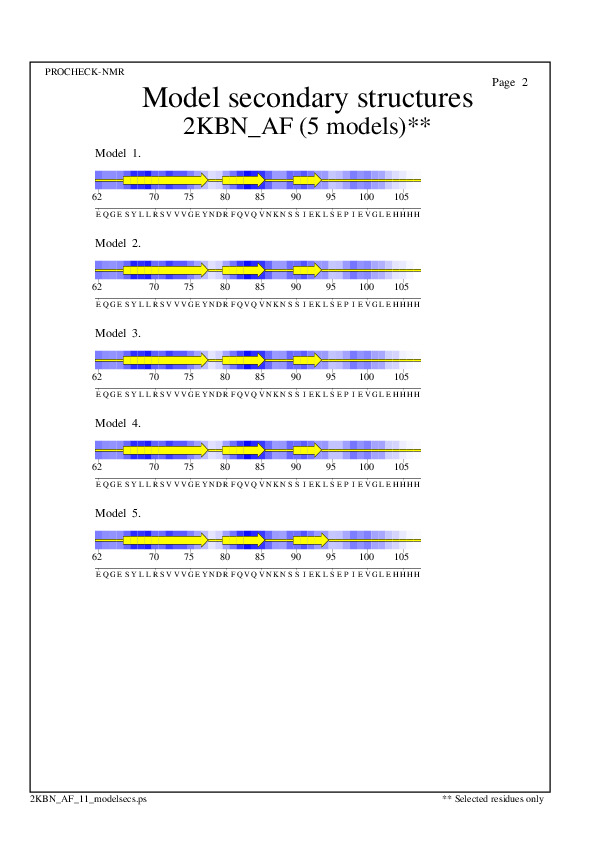 PROCHECK-NMR
Page 2
Model secondary structures
2KBN_AF (5 models)**
Model 1.
62 70 75 80 85 90 95 100 105
E Q G E S Y L L R S V V V G E Y N D R F Q V Q V N K N S S I E K L S E P I E V G L E H H H H
Model 2.
62 70 75 80 85 90 95 100 105
E Q G E S Y L L R S V V V G E Y N D R F Q V Q V N K N S S I E K L S E P I E V G L E H H H H
Model 3.
62 70 75 80 85 90 95 100 105
E Q G E S Y L L R S V V V G E Y N D R F Q V Q V N K N S S I E K L S E P I E V G L E H H H H
Model 4.
62 70 75 80 85 90 95 100 105
E Q G E S Y L L R S V V V G E Y N D R F Q V Q V N K N S S I E K L S E P I E V G L E H H H H
Model 5.
62 70 75 80 85 90 95 100 105
E Q G E S Y L L R S V V V G E Y N D R F Q V Q V N K N S S I E K L S E P I E V G L E H H H H
2KBN_AF_11_modelsecs.ps
** Selected residues only